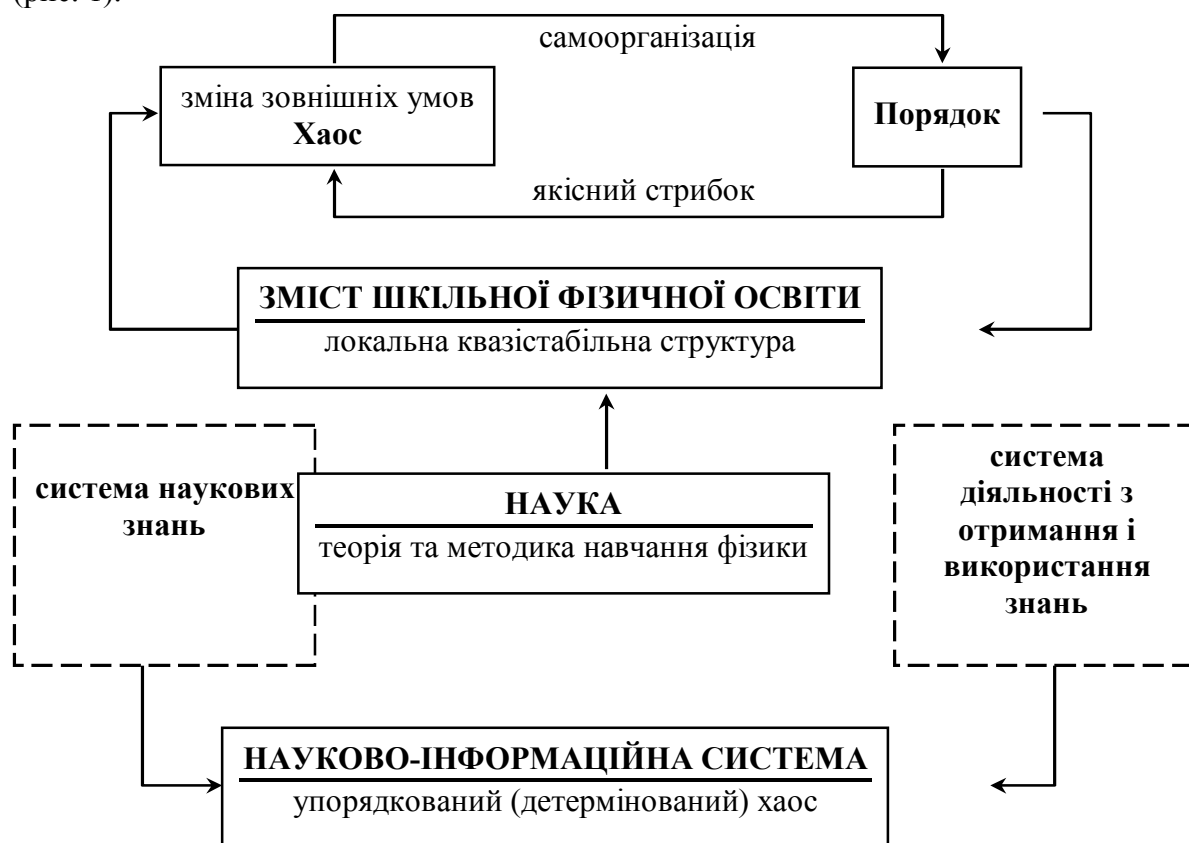 (рис. 1).
самоорганізація
зміна зовнішніх умов
Хаос
Порядок
якісний стрибок
ЗМІСТ ШКІЛЬНОЇ ФІЗИЧНОЇ ОСВІТИ
локальна квазістабільна структура
система наукових
знань
НАУКА
теорія та методика навчання фізики
система
діяльності з
отримання і
використання
знань
НАУКОВО-ІНФОРМАЦІЙНА СИСТЕМА
упорядкований (детермінований) хаос